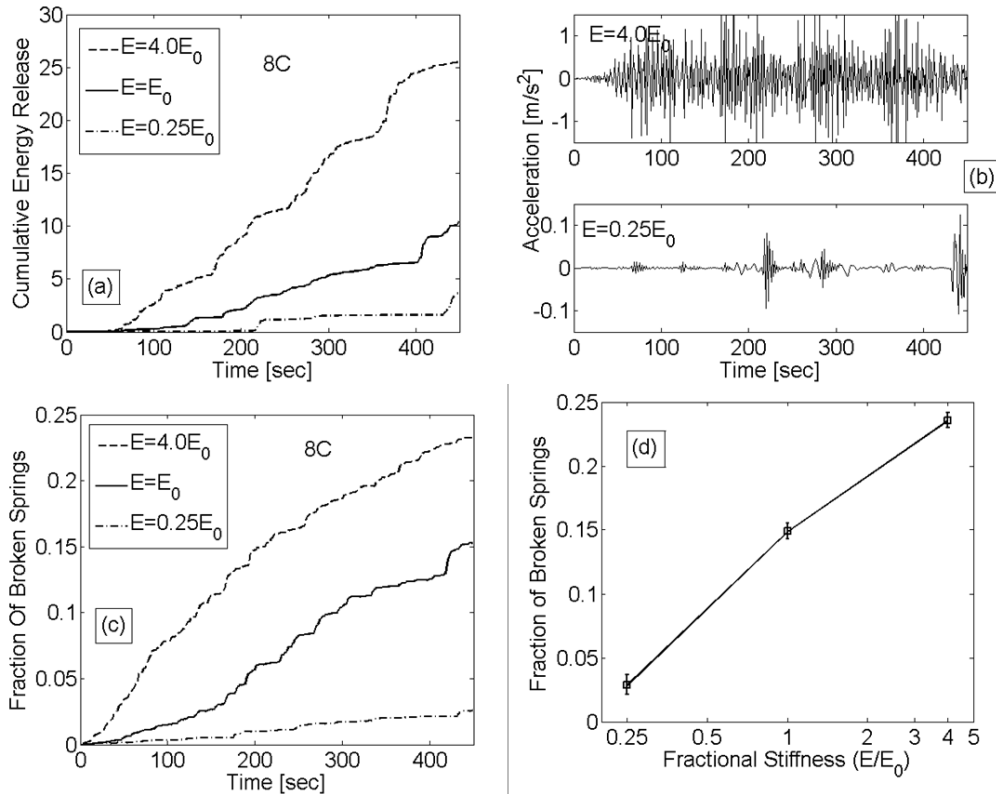 Cumulative Energy Release
30
25
20
15
10
5
0
E=4.0E0
E=E0
E=0.25E0
8C
(a)
0 100 200 300 400
Time [sec]
Acceleration [m/s2]
1
0
-1
E=4.0E0
0 100 200 300 400
(b)
0.1
0
-0.1
E=0.25E0
0 100 200 300 400
Time [sec]
Fraction Of Broken Springs
0.25
0.2
0.15
0.1
0.05
0
E=4.0E0
E=E0
E=0.25E0
8C
(c)
0 100 200 300 400
Time [sec]
Fraction of Broken Springs
0.25
0.2
0.15
0.1
0.05
0
(d)
0.25 0.5 1 2 3 4 5
Fractional Stiffness (E/E0)